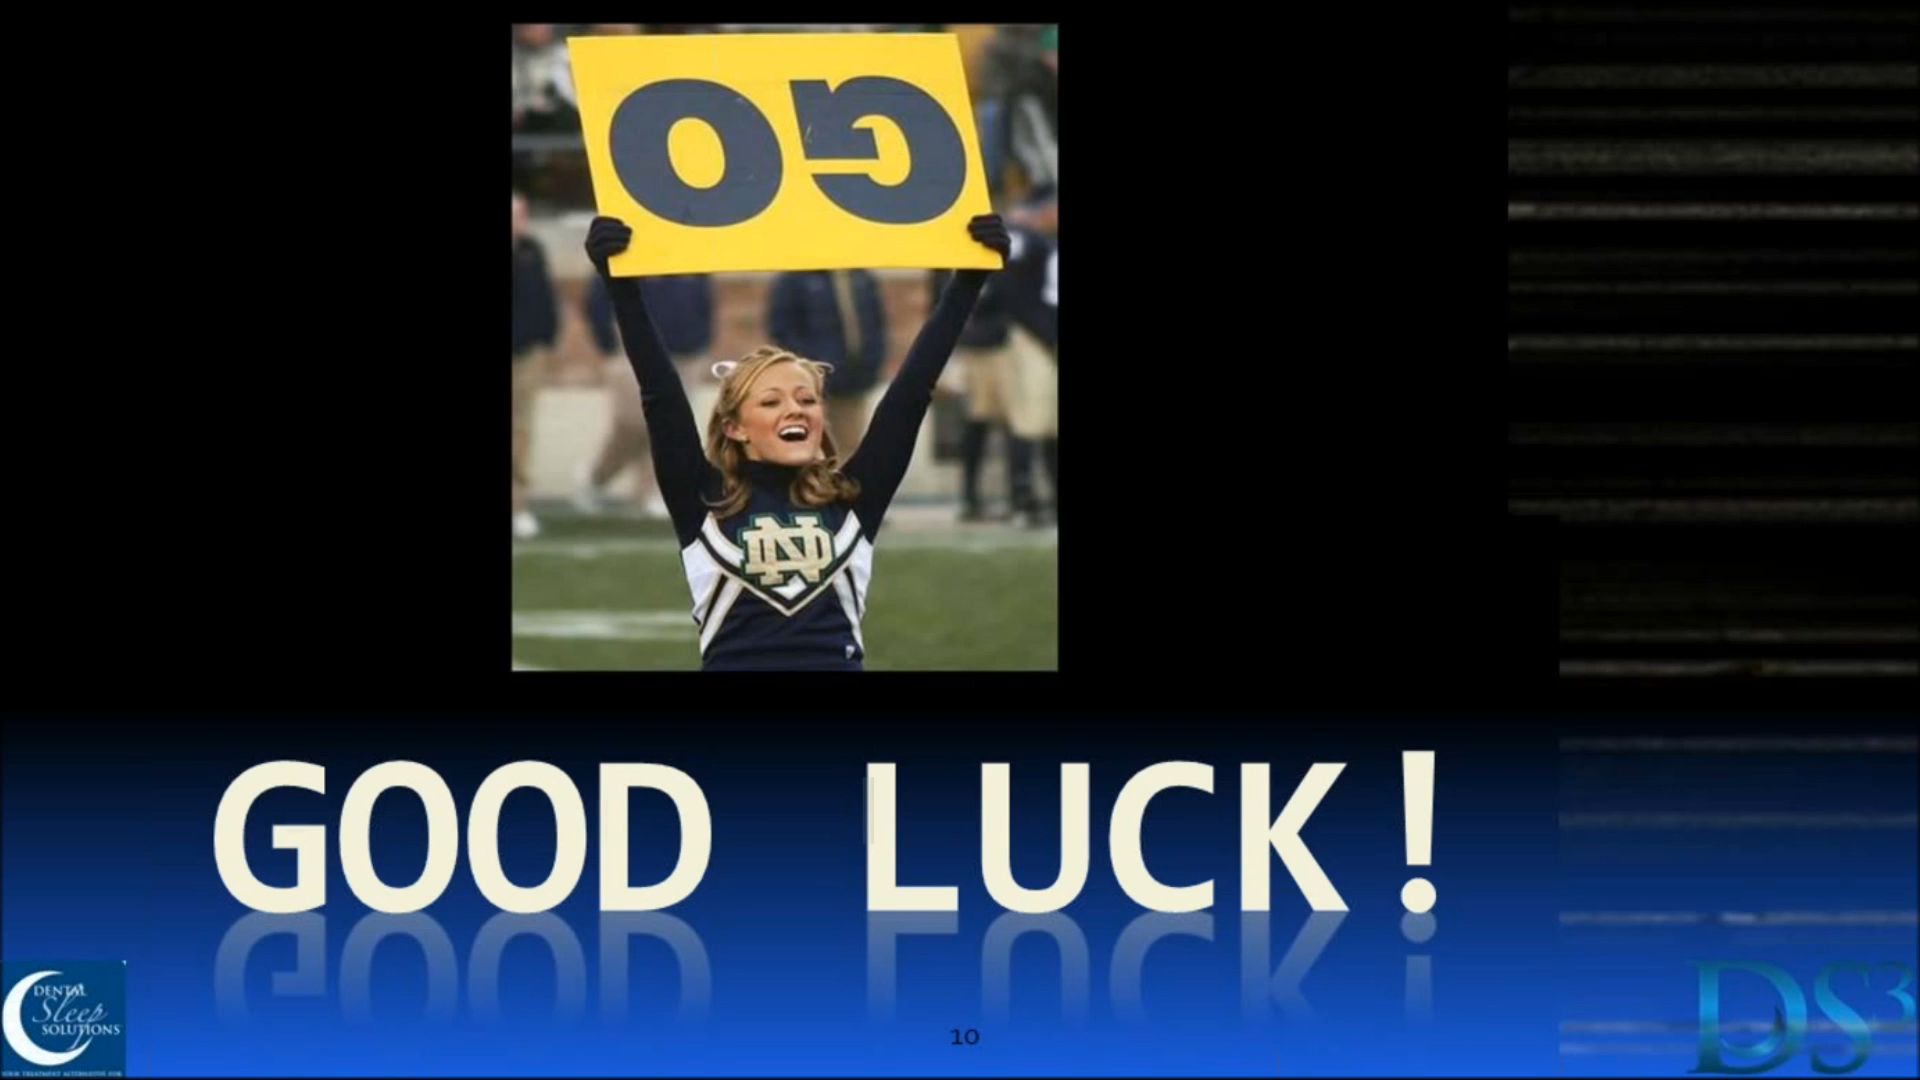 GO
ND
GOOD LUCK!
DENTAL
Sleep
SOLUTIONS
10
DS3